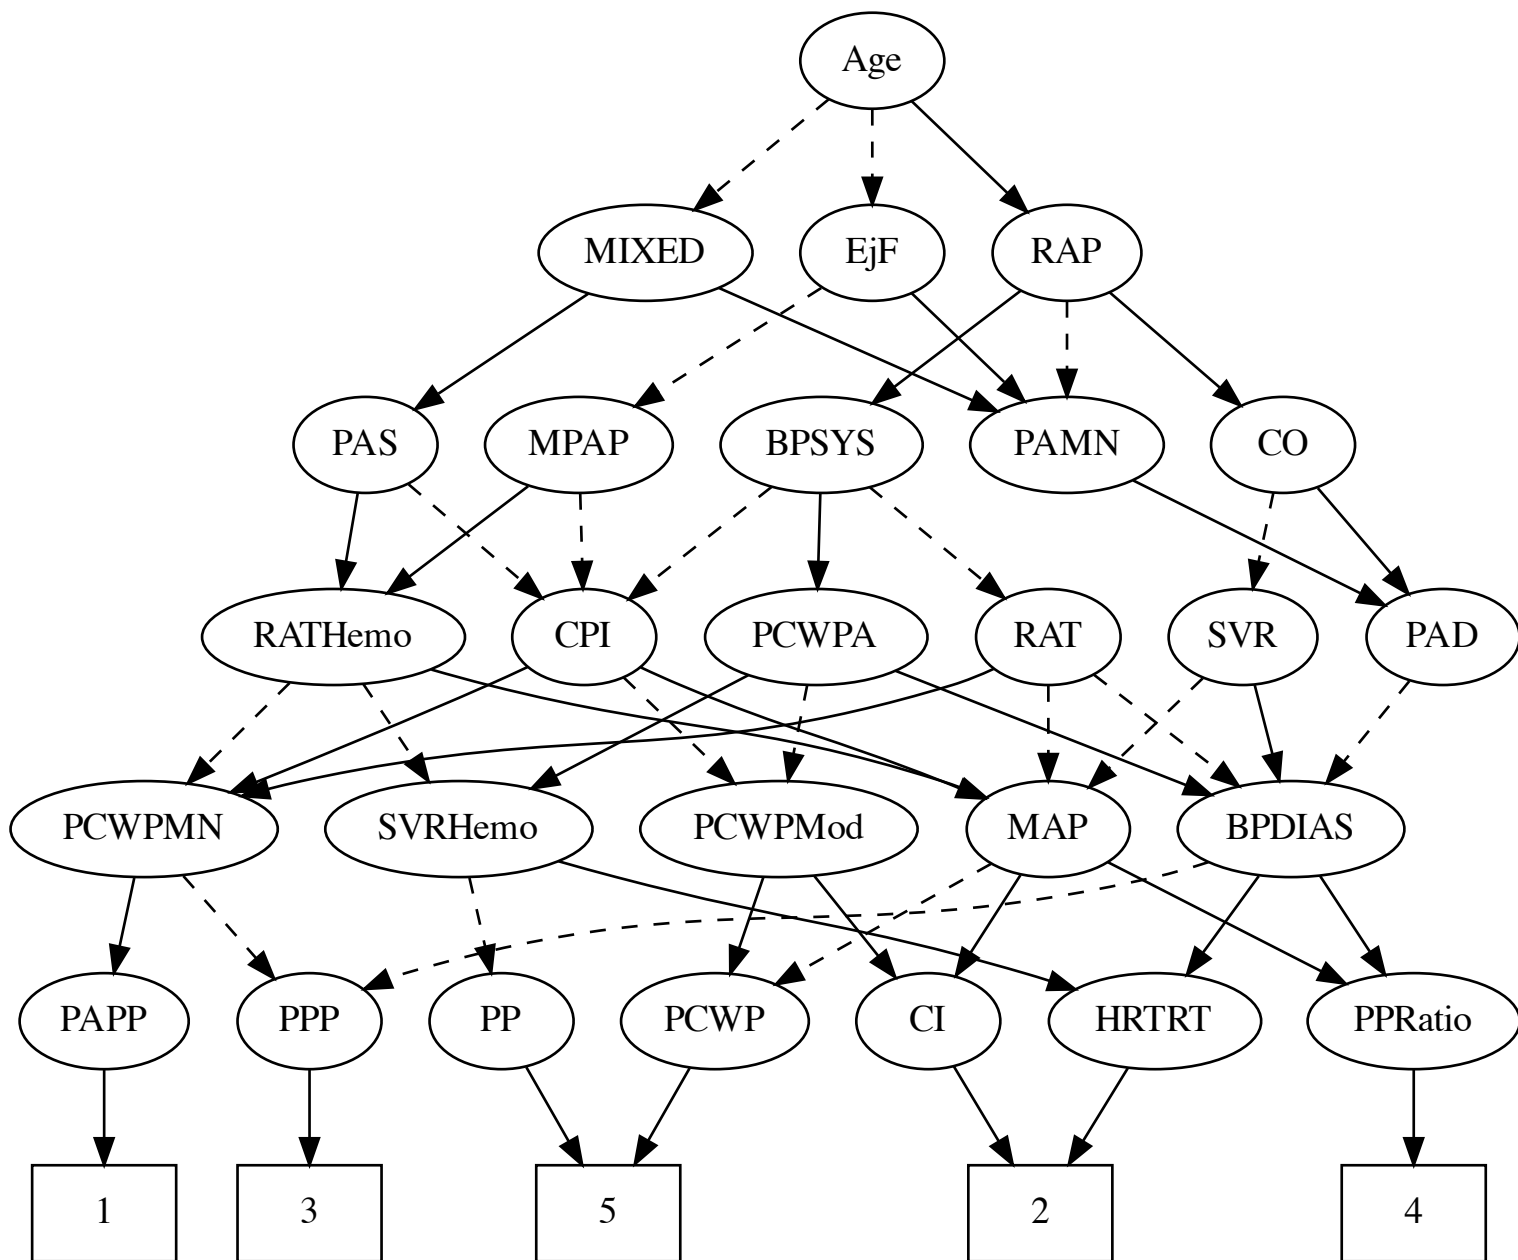 Age
MIXED
EjF
RAP
PAS
MPAP
BPSYS
PAMN
CO
RATHemo
CPI
PCWPA
RAT
SVR
PAD
PCWPMN
SVRHemo
PCWPMod
MAP
BPDIAS
PAPP
PPP
PP
PCWP
CI
HRTRT
PPRatio
1
3
5
2
4